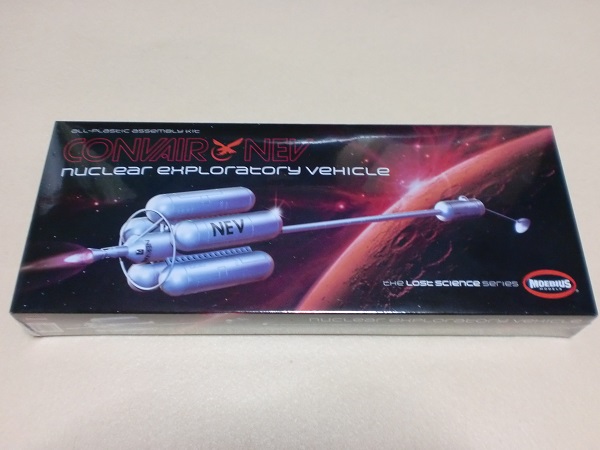 all-plastic assembly kit
CONVAIR NEV
nuclear exploratory vehicle
NEV
the LOST SCIENCE series
MOEBIUS
MODELS
nuclear exploratory vehicle